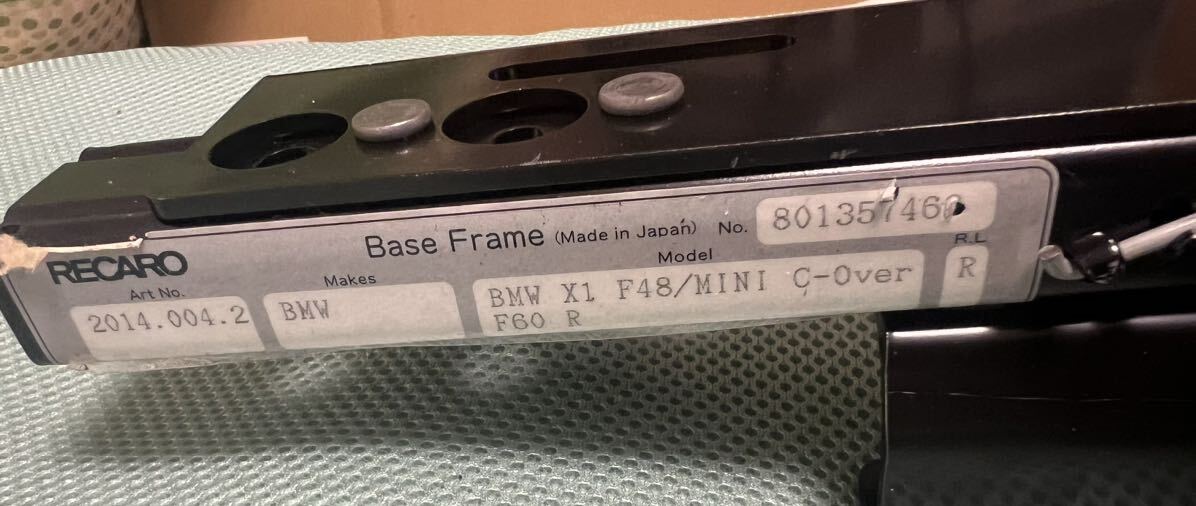 RECARO
Base Frame (Made in Japan) No.
Art No.
2014.004.2
Makes
BMW
Model
BMW X1 F48/MINI C-Over
F60 R
R.L
R